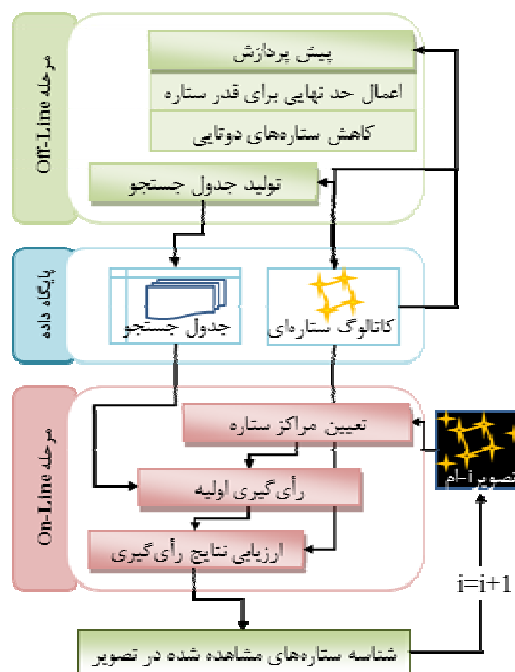 مرحله Off-Line
پیش پردازش
اعمال حد نهایی برای قدر ستاره
کاهش ستاره‌های دوتایی
تولید جدول جستجو
پایگاه داده
کاتالوگ ستاره‌ای
جدول جستجو
مرحله On-Line
تعیین مراکز ستاره
تصویر i-ام
رأی‌گیری اولیه
ارزیابی نتایج رأی‌گیری
i=i+1
شناسه ستاره‌های مشاهده شده در تصویر